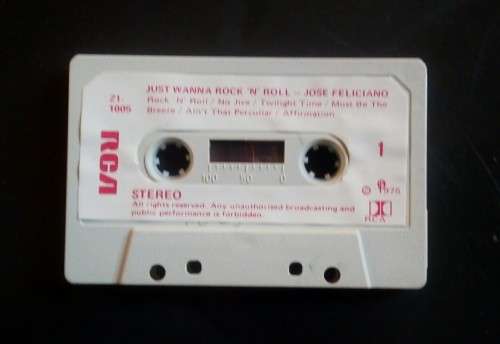 JUST WANNA ROCK 'N' ROLL – JOSE FELICIANO
21. Rock 'N' Roll / No Jive / Twilight Time / Must Be The
1005 Breeze / Ain't That Perculiar / Affirmation
RCA
1
100 50 0
STEREO
℗ 1975
All rights reserved. Any unauthorised broadcasting and
public performance is forbidden.
RCA